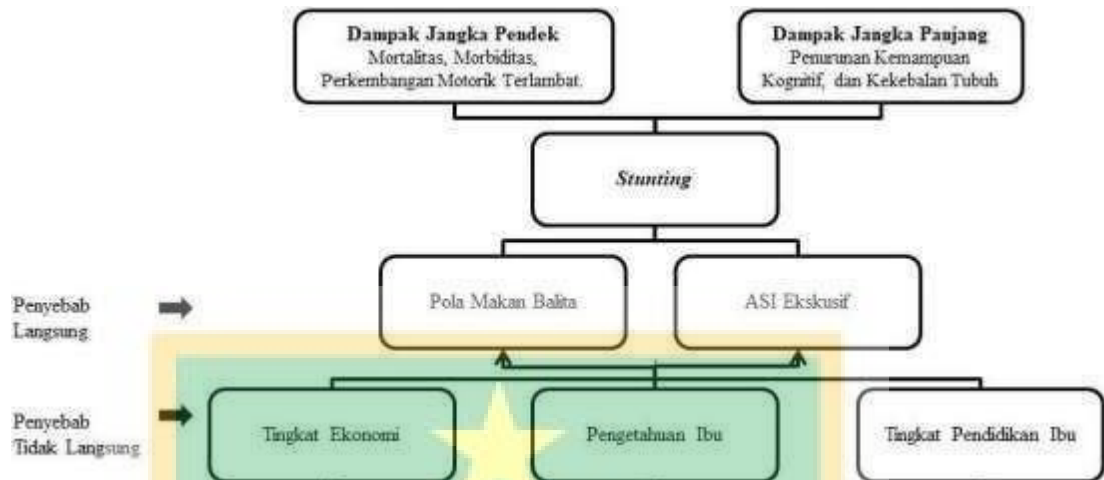 Dampak Jangka Pendek
Mortalitas, Morbiditas,
Perkembangan Motorik Terlambat.
Dampak Jangka Panjang
Penurunan Kemampuan
Kognitif, dan Kekebalan Tubuh
Stunting
Pola Makan Balita
ASI Ekskusif
Penyebab
Langsung
Penyebab
Tidak Langsung
Tingkat Ekonomi
Pengetahuan Ibu
Tingkat Pendidikan Ibu